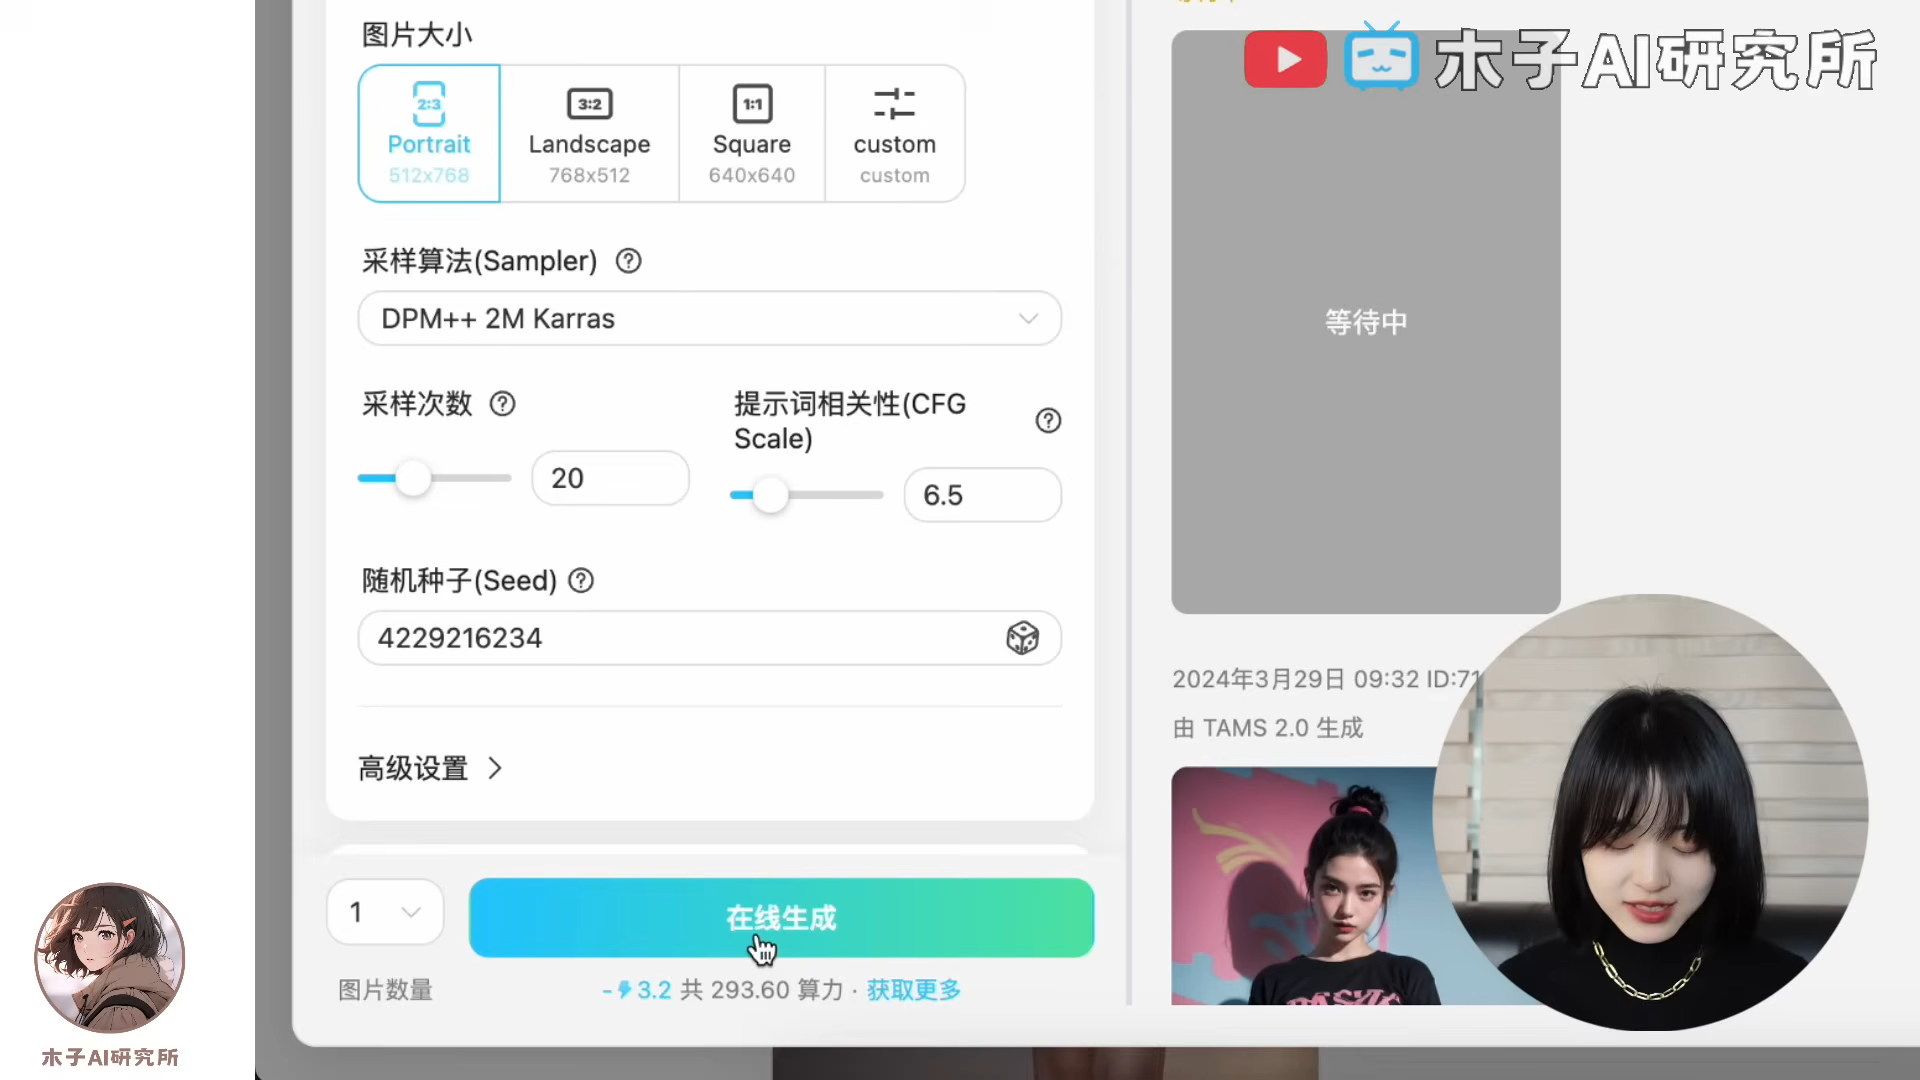 图片大小
2:3
Portrait
512x768
3:2
Landscape
768x512
1:1
Square
640x640
custom
custom
采样算法(Sampler)
DPM++ 2M Karras
采样次数
20
提示词相关性(CFG
Scale)
6.5
随机种子(Seed)
4229216234
高级设置
1
在线生成
图片数量
-3.2 共 293.60 算力 · 获取更多
木子AI研究所
等待中
2024年3月29日 09:32 ID:71
由 TAMS 2.0 生成
木子AI研究所